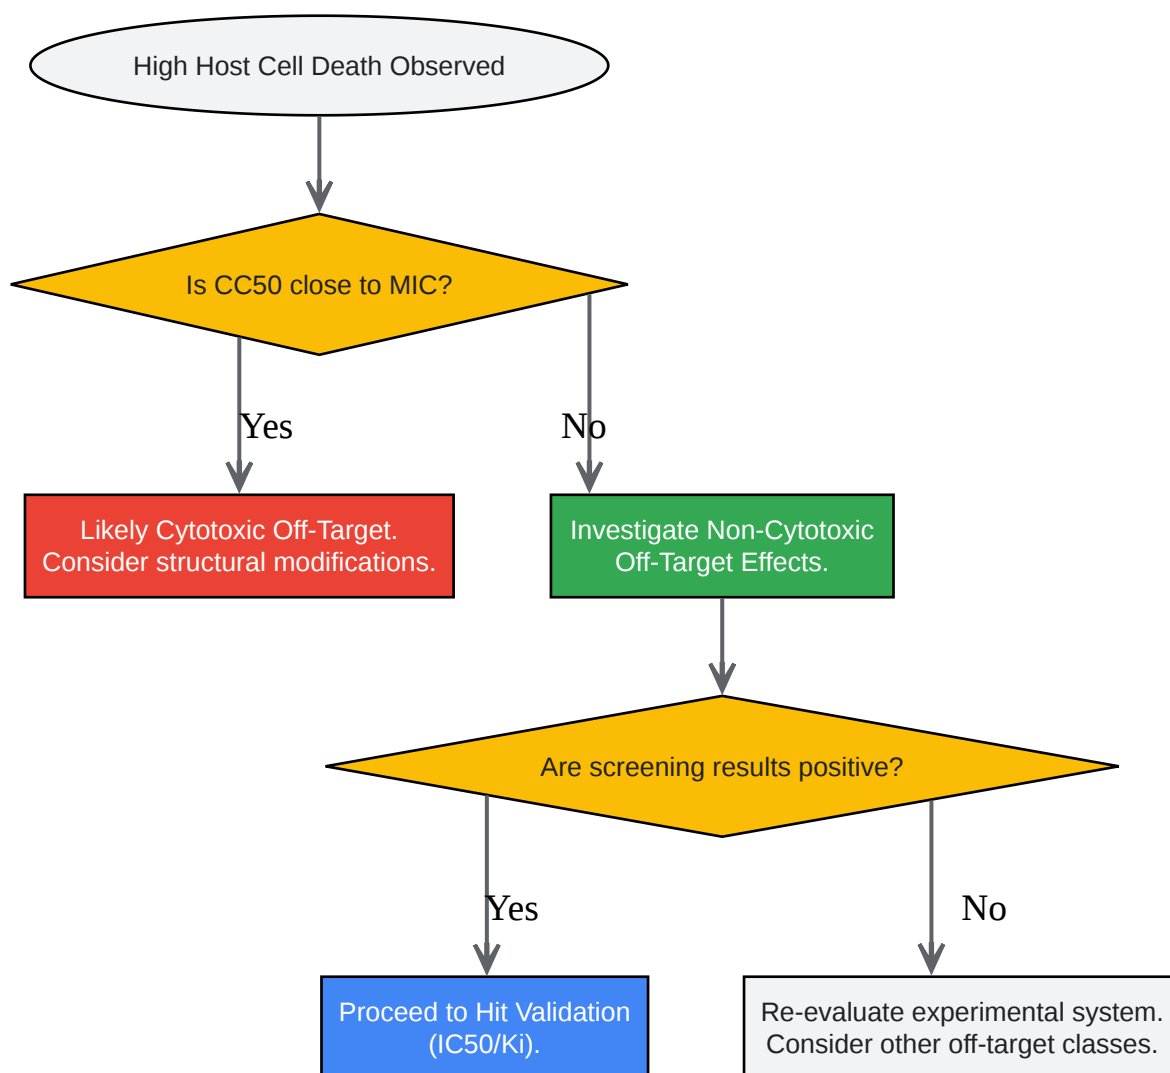 High Host Cell Death Observed
Is CC50 close to MIC?
Yes
No
Likely Cytotoxic Off-Target.
Consider structural modifications.
Investigate Non-Cytotoxic
Off-Target Effects.
Are screening results positive?
Yes
No
Proceed to Hit Validation
(IC50/Ki).
Re-evaluate experimental system.
Consider other off-target classes.